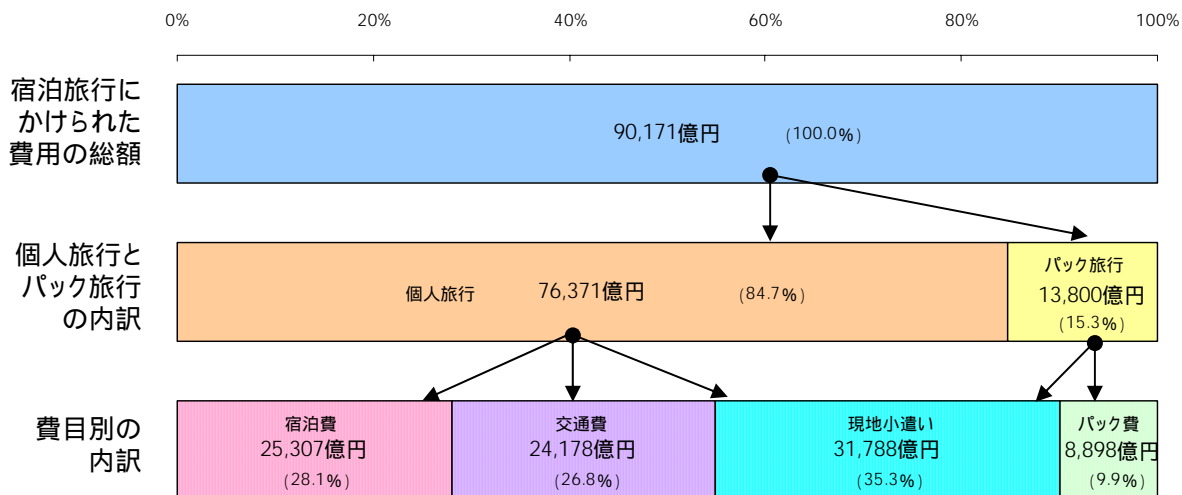 0% 20% 40% 60% 80% 100%
宿泊旅行に
かけられた
費用の総額
90,171億円 (100.0%)
個人旅行と
パック旅行
の内訳
個人旅行 76,371億円 (84.7%)
パック旅行
13,800億円
(15.3%)
費目別の
内訳
宿泊費
25,307億円
(28.1%)
交通費
24,178億円
(26.8%)
現地小遣い
31,788億円
(35.3%)
パック費
8,898億円
(9.9%)